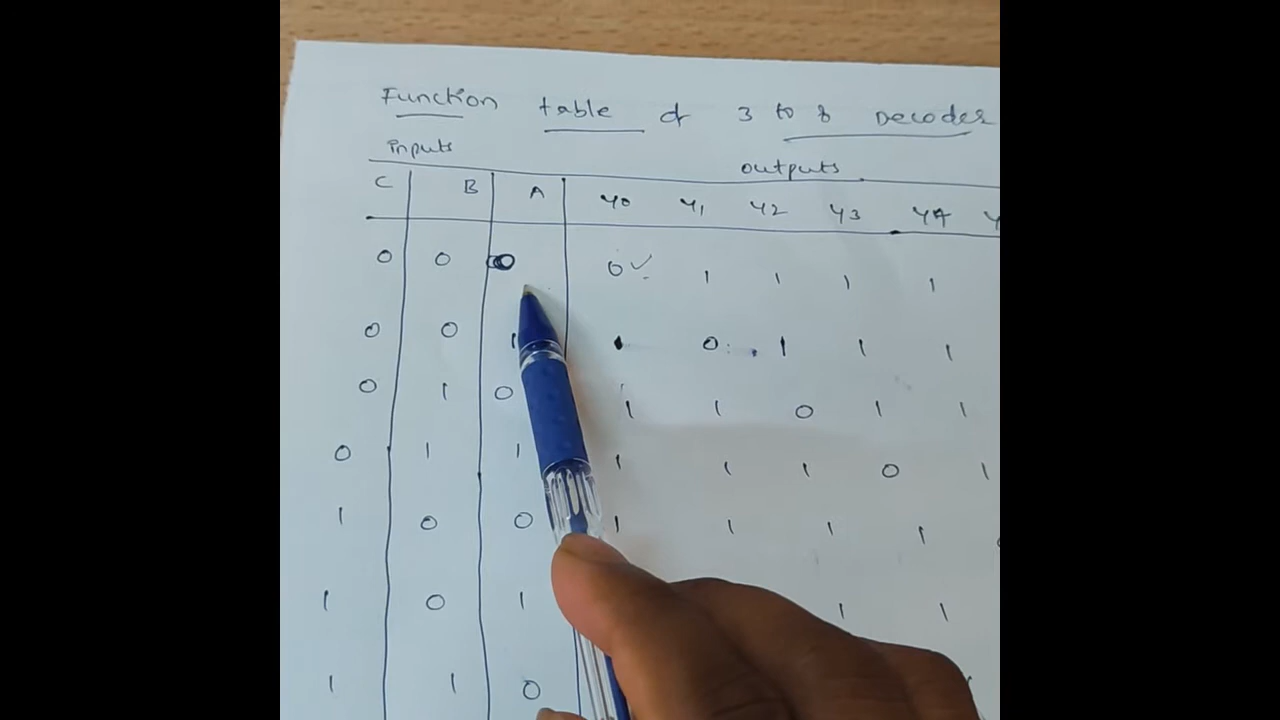 Function table of 3 to 8 Decoder
inputs
outputs
C B A Y0 Y1 Y2 Y3 Y4 Y
0 0 0 0✓ 1 1 1 1
0 0 1 1 0 1 1 1
0 1 0 1 1 0 1 1
0 1 1 1 1 1 0 1
1 0 0 1 1 1 1
1 0 1 1 1
1 1 0